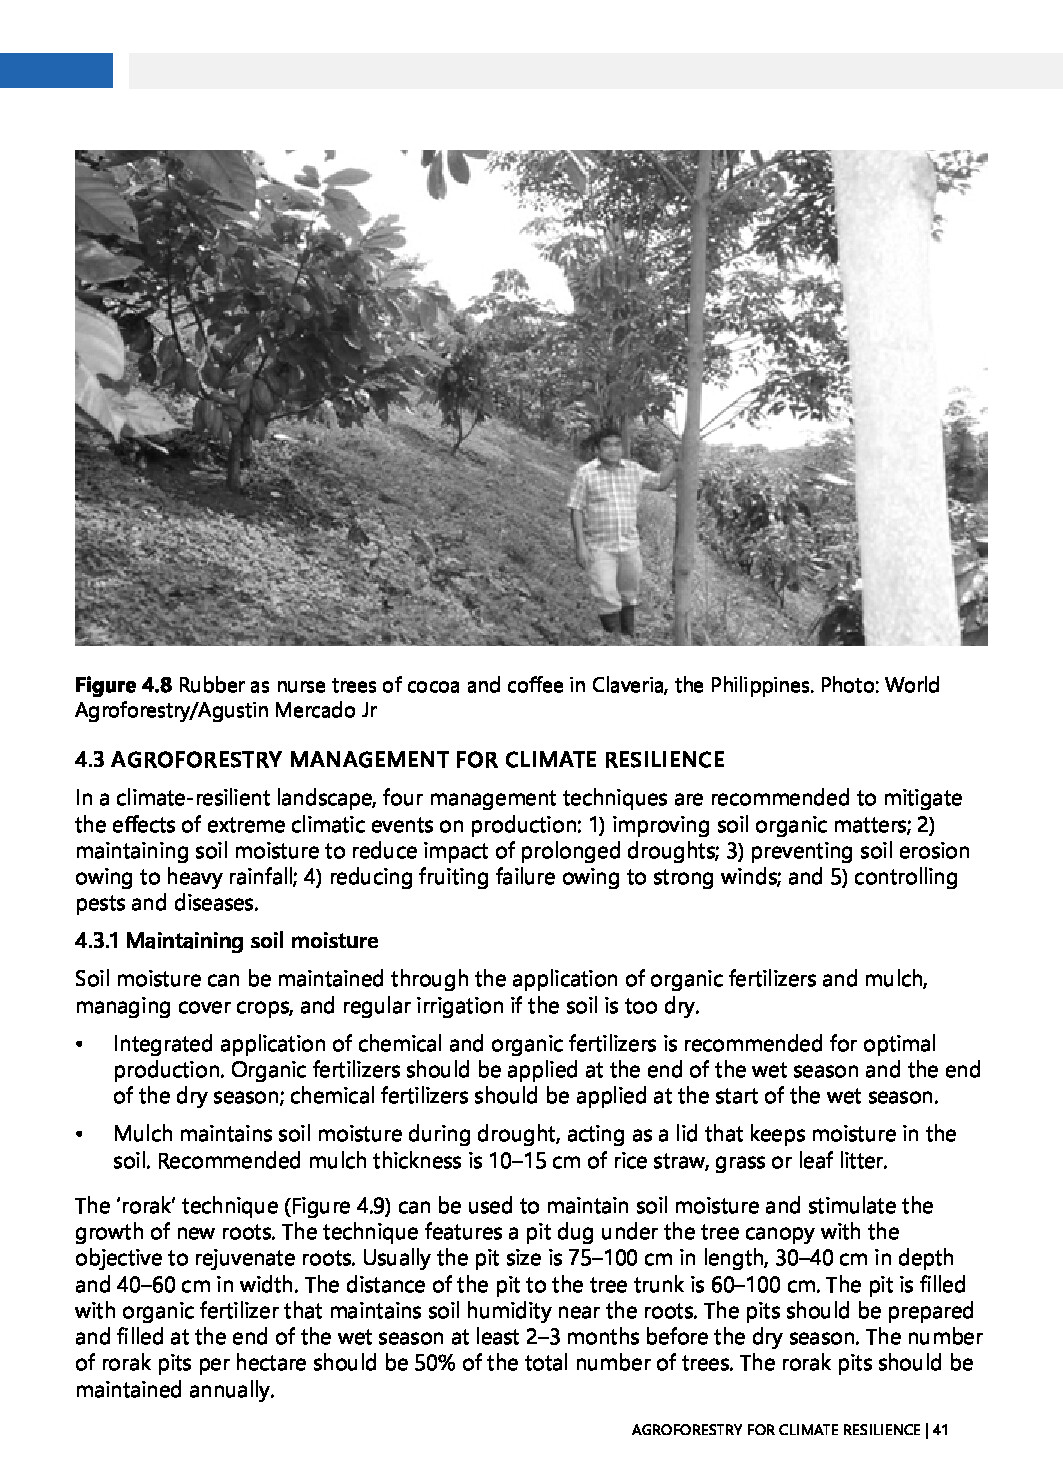 Figure 4.8 Rubber as nurse trees of cocoa and coffee in Claveria, the Philippines. Photo: World
Agroforestry/Agustin Mercado Jr
4.3 AGROFORESTRY MANAGEMENT FOR CLIMATE RESILIENCE
In a climate-resilient landscape, four management techniques are recommended to mitigate
the effects of extreme climatic events on production: 1) improving soil organic matters; 2)
maintaining soil moisture to reduce impact of prolonged droughts; 3) preventing soil erosion
owing to heavy rainfall; 4) reducing fruiting failure owing to strong winds; and 5) controlling
pests and diseases.
4.3.1 Maintaining soil moisture
Soil moisture can be maintained through the application of organic fertilizers and mulch,
managing cover crops, and regular irrigation if the soil is too dry.
• Integrated application of chemical and organic fertilizers is recommended for optimal
production. Organic fertilizers should be applied at the end of the wet season and the end
of the dry season; chemical fertilizers should be applied at the start of the wet season.
• Mulch maintains soil moisture during drought, acting as a lid that keeps moisture in the
soil. Recommended mulch thickness is 10–15 cm of rice straw, grass or leaf litter.
The ‘rorak’ technique (Figure 4.9) can be used to maintain soil moisture and stimulate the
growth of new roots. The technique features a pit dug under the tree canopy with the
objective to rejuvenate roots. Usually the pit size is 75–100 cm in length, 30–40 cm in depth
and 40–60 cm in width. The distance of the pit to the tree trunk is 60–100 cm. The pit is filled
with organic fertilizer that maintains soil humidity near the roots. The pits should be prepared
and filled at the end of the wet season at least 2–3 months before the dry season. The number
of rorak pits per hectare should be 50% of the total number of trees. The rorak pits should be
maintained annually.
AGROFORESTRY FOR CLIMATE RESILIENCE | 41